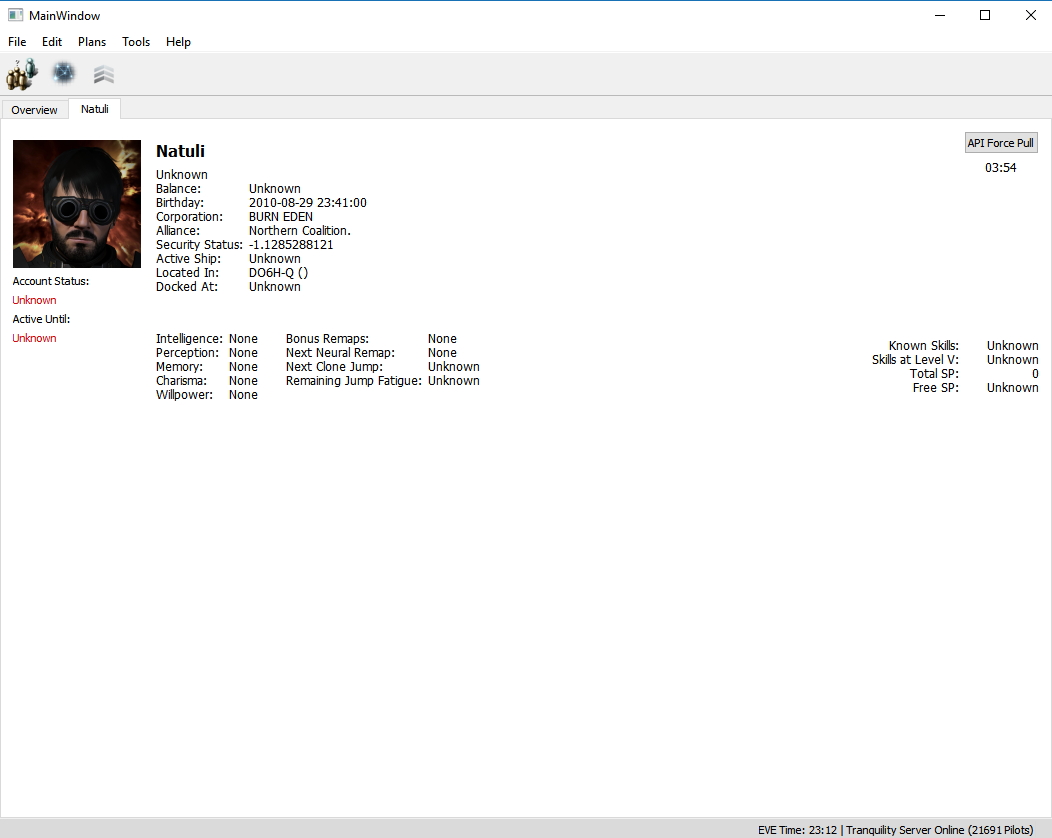 MainWindow
File Edit Plans Tools Help
Overview Natuli
Natuli
API Force Pull
03:54
Unknown
Balance: Unknown
Birthday: 2010-08-29 23:41:00
Corporation: BURN EDEN
Alliance: Northern Coalition.
Security Status: -1.1285288121
Active Ship: Unknown
Located In: DO6H-Q ()
Docked At: Unknown
Account Status:
Unknown
Active Until:
Unknown
Intelligence: None Bonus Remaps: None
Perception: None Next Neural Remap: None
Memory: None Next Clone Jump: Unknown
Charisma: None Remaining Jump Fatigue: Unknown
Willpower: None
Known Skills: Unknown
Skills at Level V: Unknown
Total SP: 0
Free SP: Unknown
EVE Time: 23:12 | Tranquility Server Online (21691 Pilots)